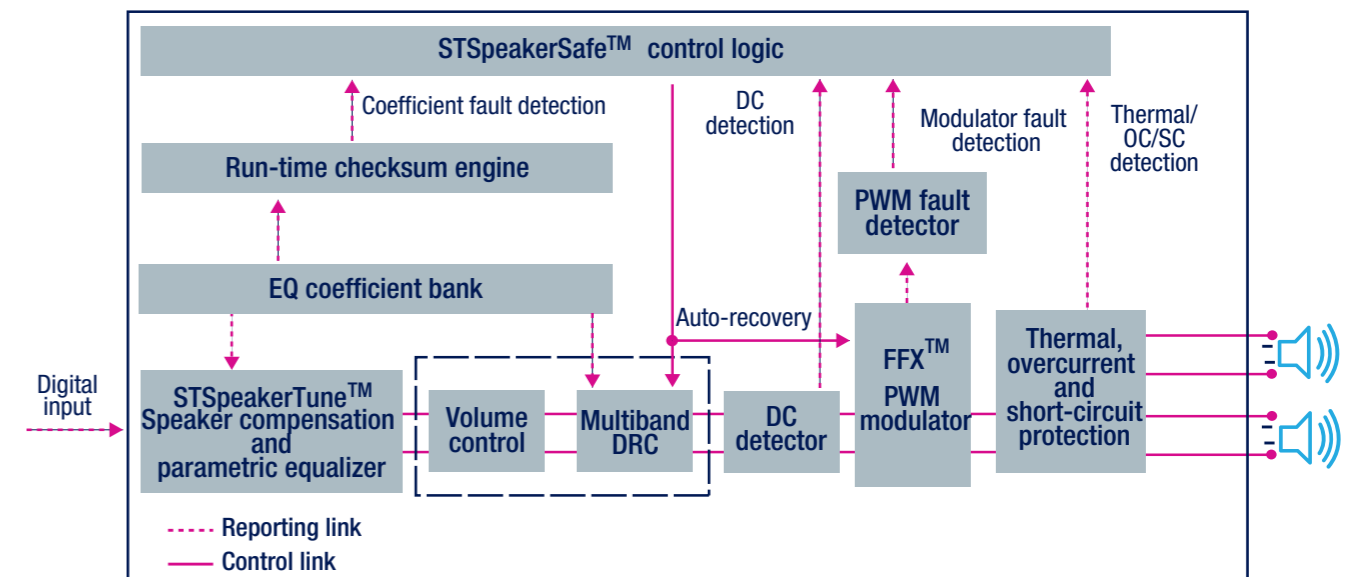 STSpeakerSafe™ control logic
Coefficient fault detection
DC
detection
Modulator fault
detection
Thermal/
OC/SC
detection
Run-time checksum engine
PWM fault
detector
EQ coefficient bank
Auto-recovery
Digital
input
STSpeakerTune™
Speaker compensation
and
parametric equalizer
Volume
control
Multiband
DRC
DC
detector
FFX™
PWM
modulator
Thermal,
overcurrent
and
short-circuit
protection
Reporting link
Control link